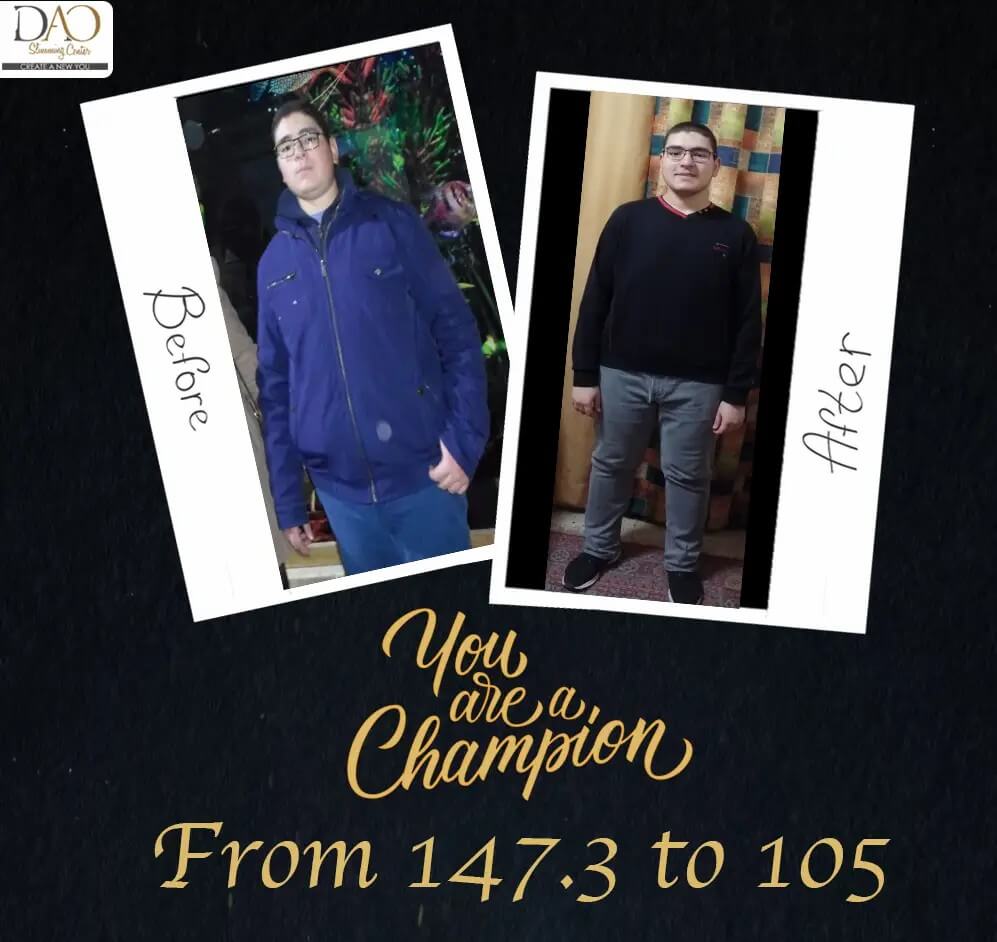 DAO
Slimming Center
CREATE A NEW YOU
Before
After
You
are a
Champion
From 147.3 to 105